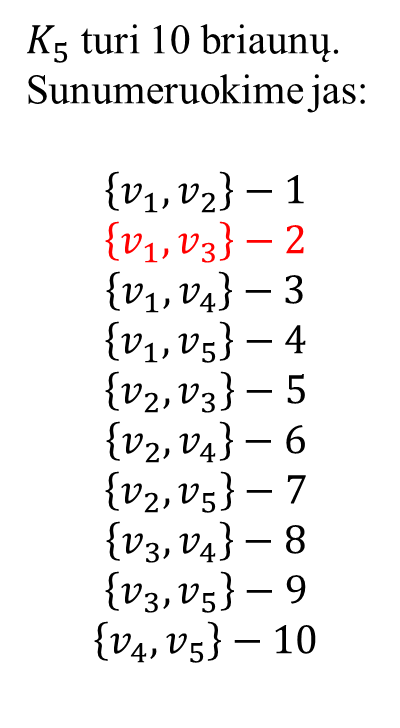 K₅ turi 10 briaunų.
Sunumeruokime jas:
{v₁, v₂} − 1
{v₁, v₃} − 2
{v₁, v₄} − 3
{v₁, v₅} − 4
{v₂, v₃} − 5
{v₂, v₄} − 6
{v₂, v₅} − 7
{v₃, v₄} − 8
{v₃, v₅} − 9
{v₄, v₅} − 10